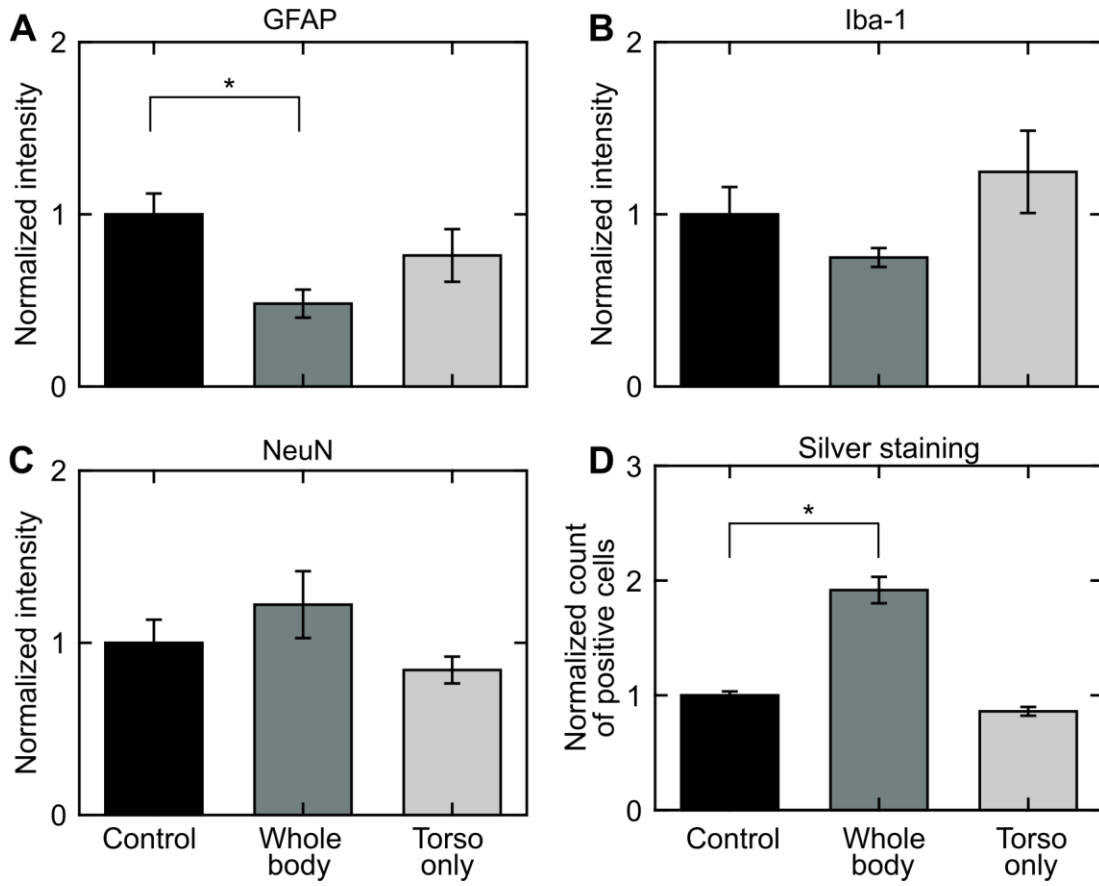 A
GFAP
Normalized intensity
2
1
0
*
B
Iba-1
Normalized intensity
2
1
0
C
NeuN
Normalized intensity
2
1
0
Control
Whole
body
Torso
only
D
Silver staining
Normalized count
of positive cells
3
2
1
0
*
Control
Whole
body
Torso
only